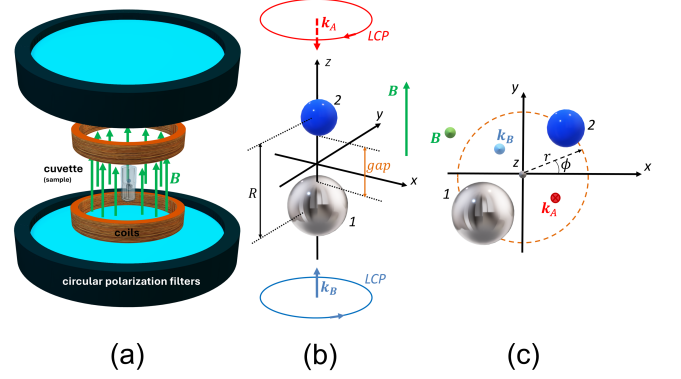 cuvette
(sample)
B
coils
circular polarization filters
(a)
k_A
LCP
z
2
y
B
gap
R
x
1
LCP
k_B
(b)
y
B
k_B
2
z
r
ϕ
x
1
k_A
(c)